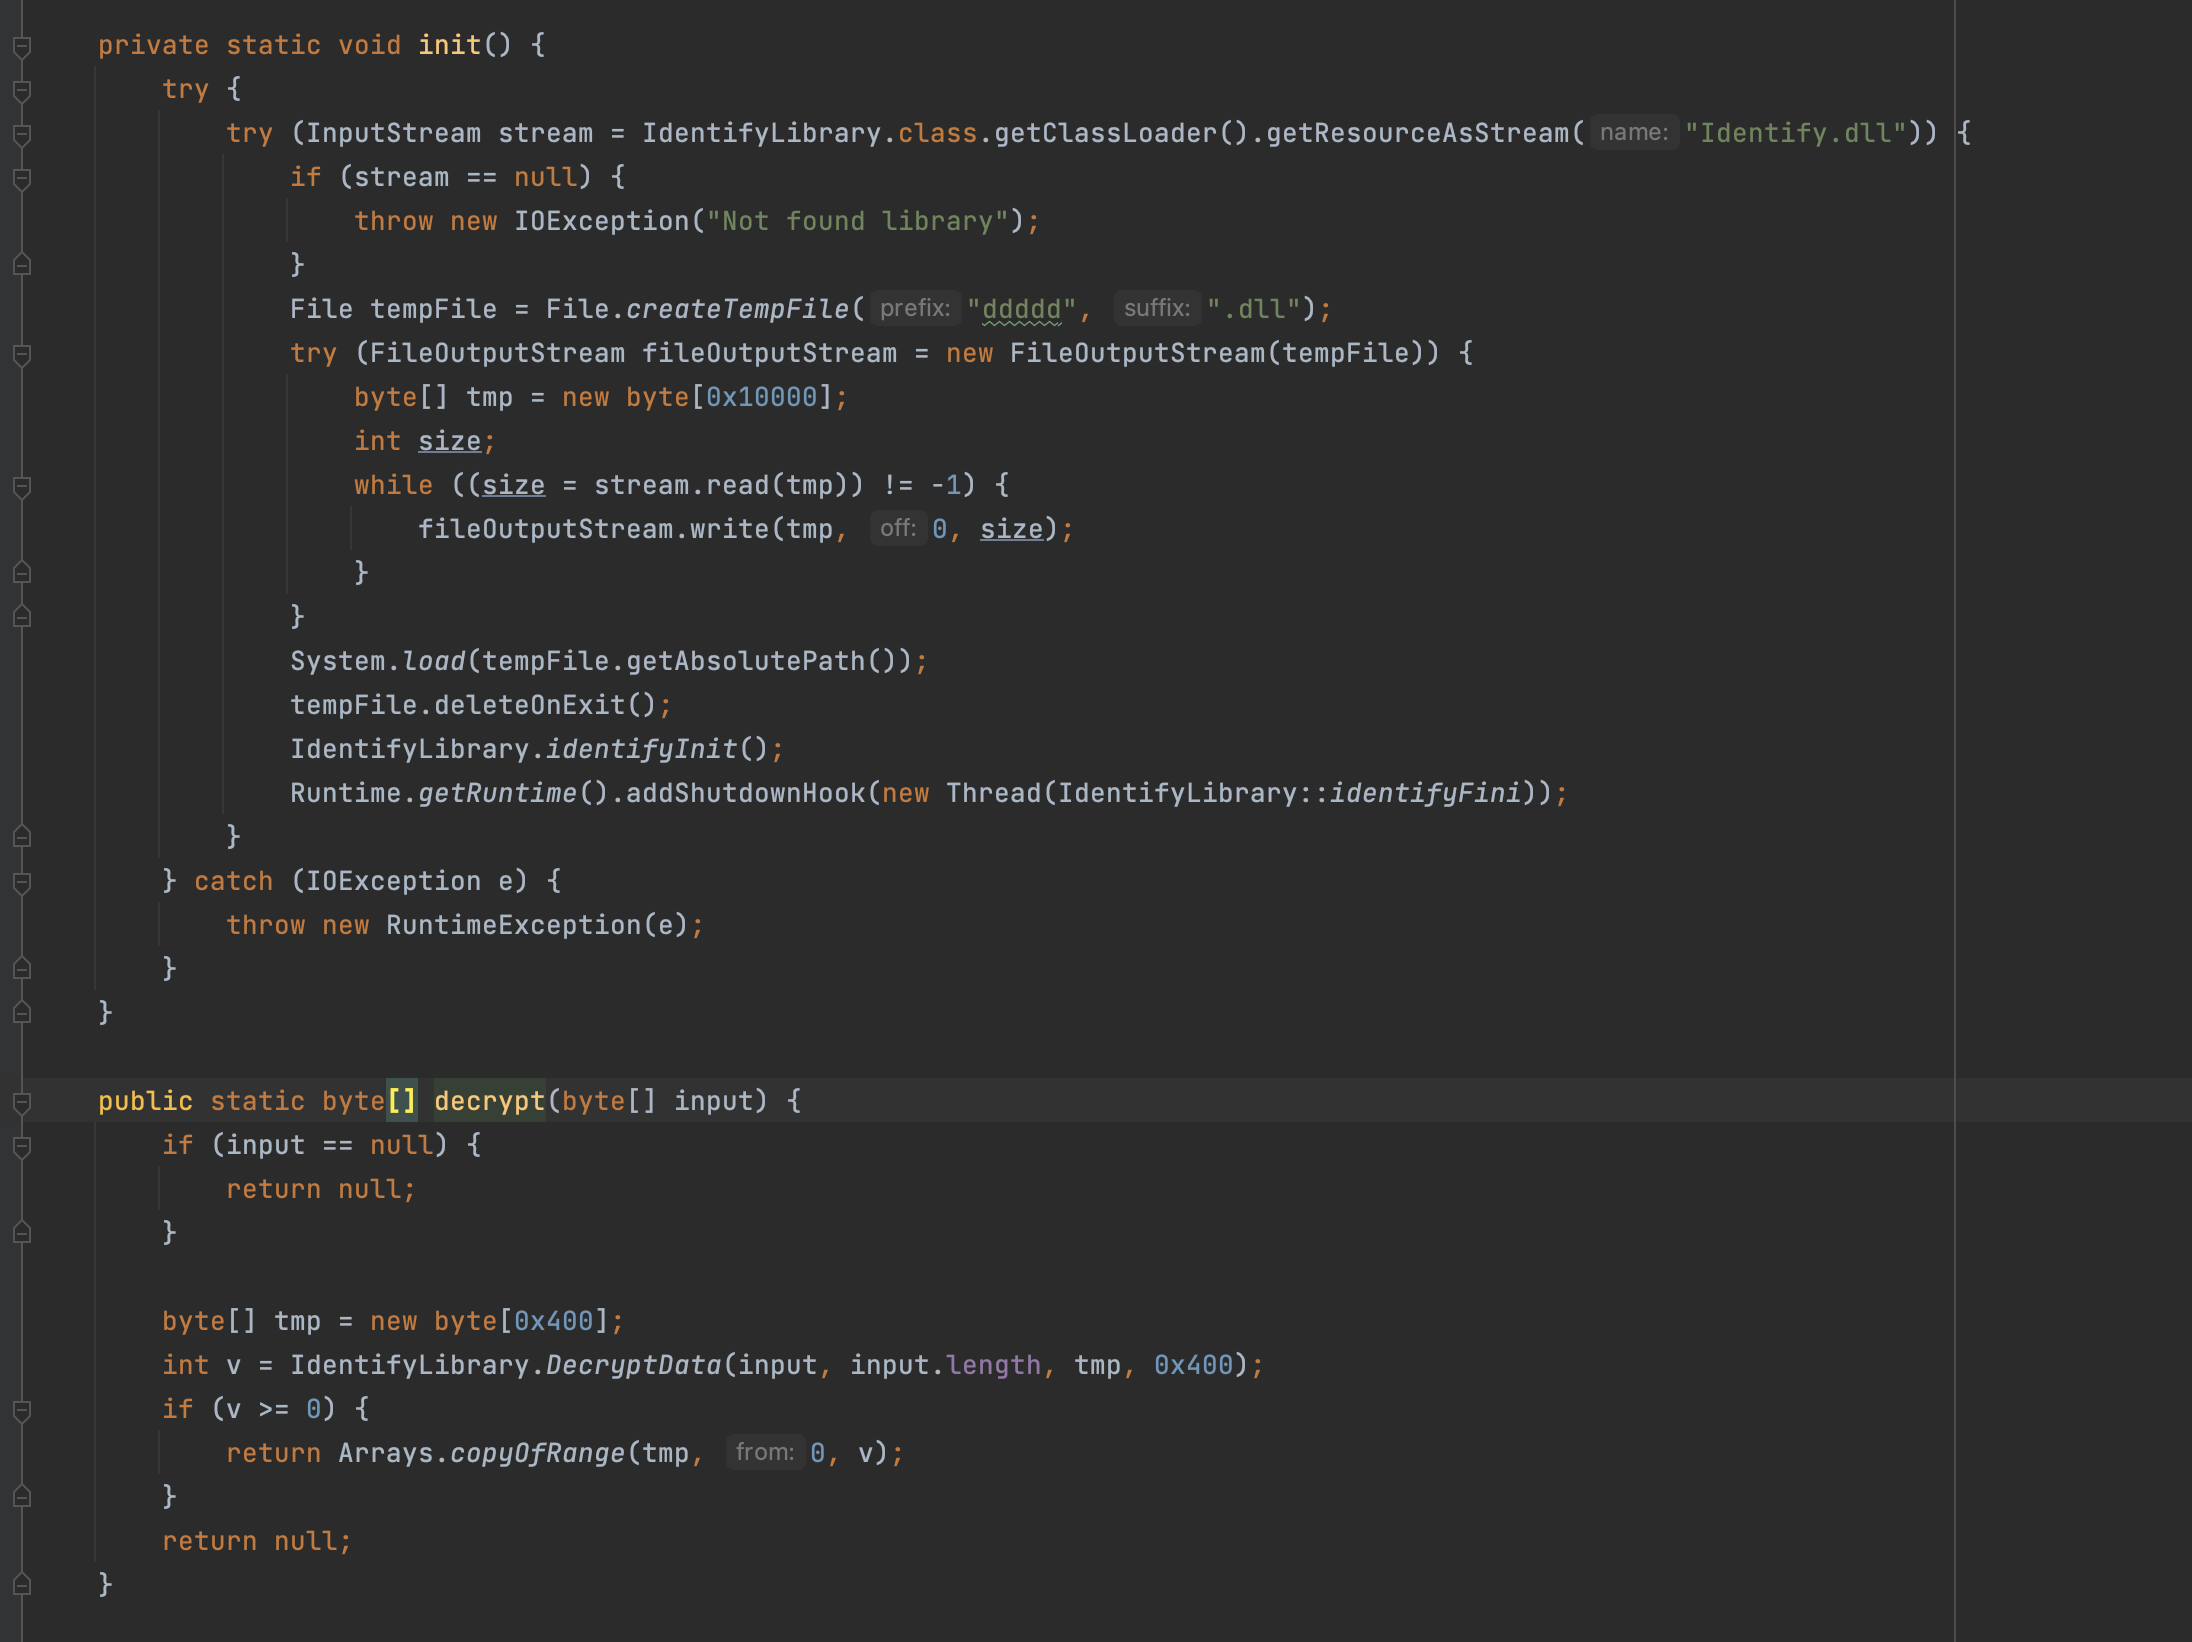 private static void init() {
try {
try (InputStream stream = IdentifyLibrary.class.getClassLoader().getResourceAsStream( name: "Identify.dll")) {
if (stream == null) {
throw new IOException("Not found library");
}
File tempFile = File.createTempFile( prefix: "ddddd", suffix: ".dll");
try (FileOutputStream fileOutputStream = new FileOutputStream(tempFile)) {
byte[] tmp = new byte[0x10000];
int size;
while ((size = stream.read(tmp)) != -1) {
fileOutputStream.write(tmp, off: 0, size);
}
}
System.load(tempFile.getAbsolutePath());
tempFile.deleteOnExit();
IdentifyLibrary.identifyInit();
Runtime.getRuntime().addShutdownHook(new Thread(IdentifyLibrary::identifyFini));
}
} catch (IOException e) {
throw new RuntimeException(e);
}
}
public static byte[] decrypt(byte[] input) {
if (input == null) {
return null;
}
byte[] tmp = new byte[0x400];
int v = IdentifyLibrary.DecryptData(input, input.length, tmp, 0x400);
if (v >= 0) {
return Arrays.copyOfRange(tmp, from: 0, v);
}
return null;
}